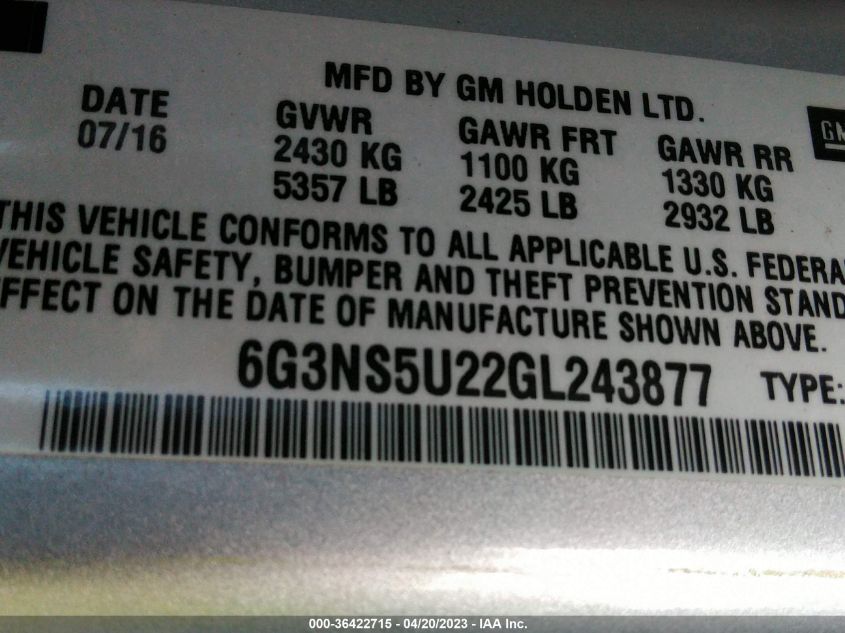 MFD BY GM HOLDEN LTD.
DATE
07/16
GVWR
2430 KG
5357 LB
GAWR FRT
1100 KG
2425 LB
GAWR RR
1330 KG
2932 LB
GM
THIS VEHICLE CONFORMS TO ALL APPLICABLE U.S. FEDERA
VEHICLE SAFETY, BUMPER AND THEFT PREVENTION STAND
EFFECT ON THE DATE OF MANUFACTURE SHOWN ABOVE.
6G3NS5U22GL243877 TYPE:
000-36422715 - 04/20/2023 - IAA Inc.